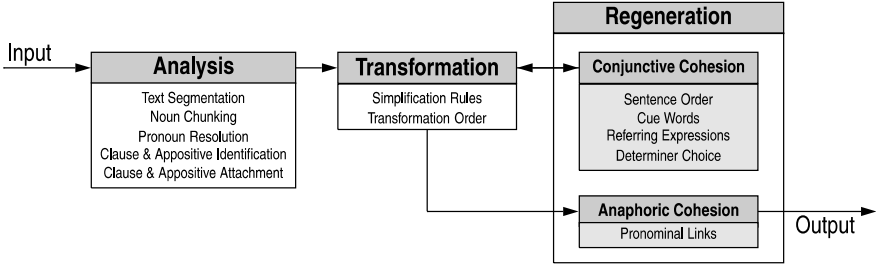 Input
Analysis
Text Segmentation
Noun Chunking
Pronoun Resolution
Clause & Appositive Identification
Clause & Appositive Attachment
Transformation
Simplification Rules
Transformation Order
Regeneration
Conjunctive Cohesion
Sentence Order
Cue Words
Referring Expressions
Determiner Choice
Anaphoric Cohesion
Pronominal Links
Output